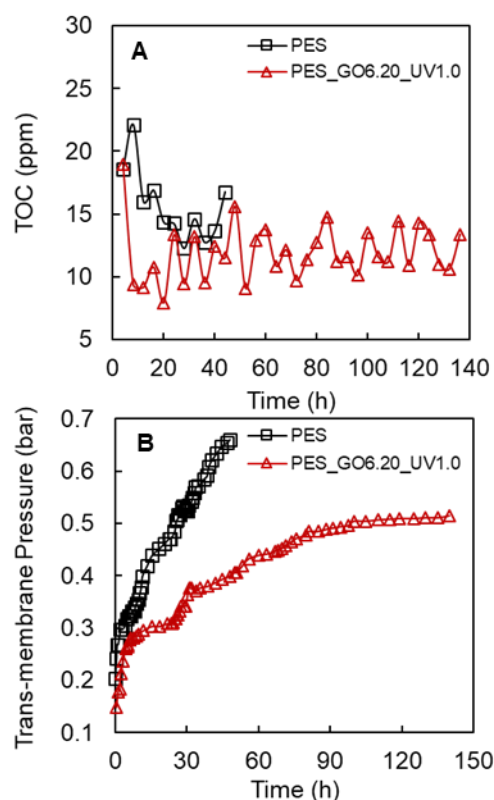 30
25
20
15
10
5
TOC (ppm)
A
PES
PES_GO6.20_UV1.0
0 20 40 60 80 100 120 140
Time (h)
0.7
0.6
0.5
0.4
0.3
0.2
0.1
Trans-membrane Pressure (bar)
B
PES
PES_GO6.20_UV1.0
0 30 60 90 120 150
Time (h)